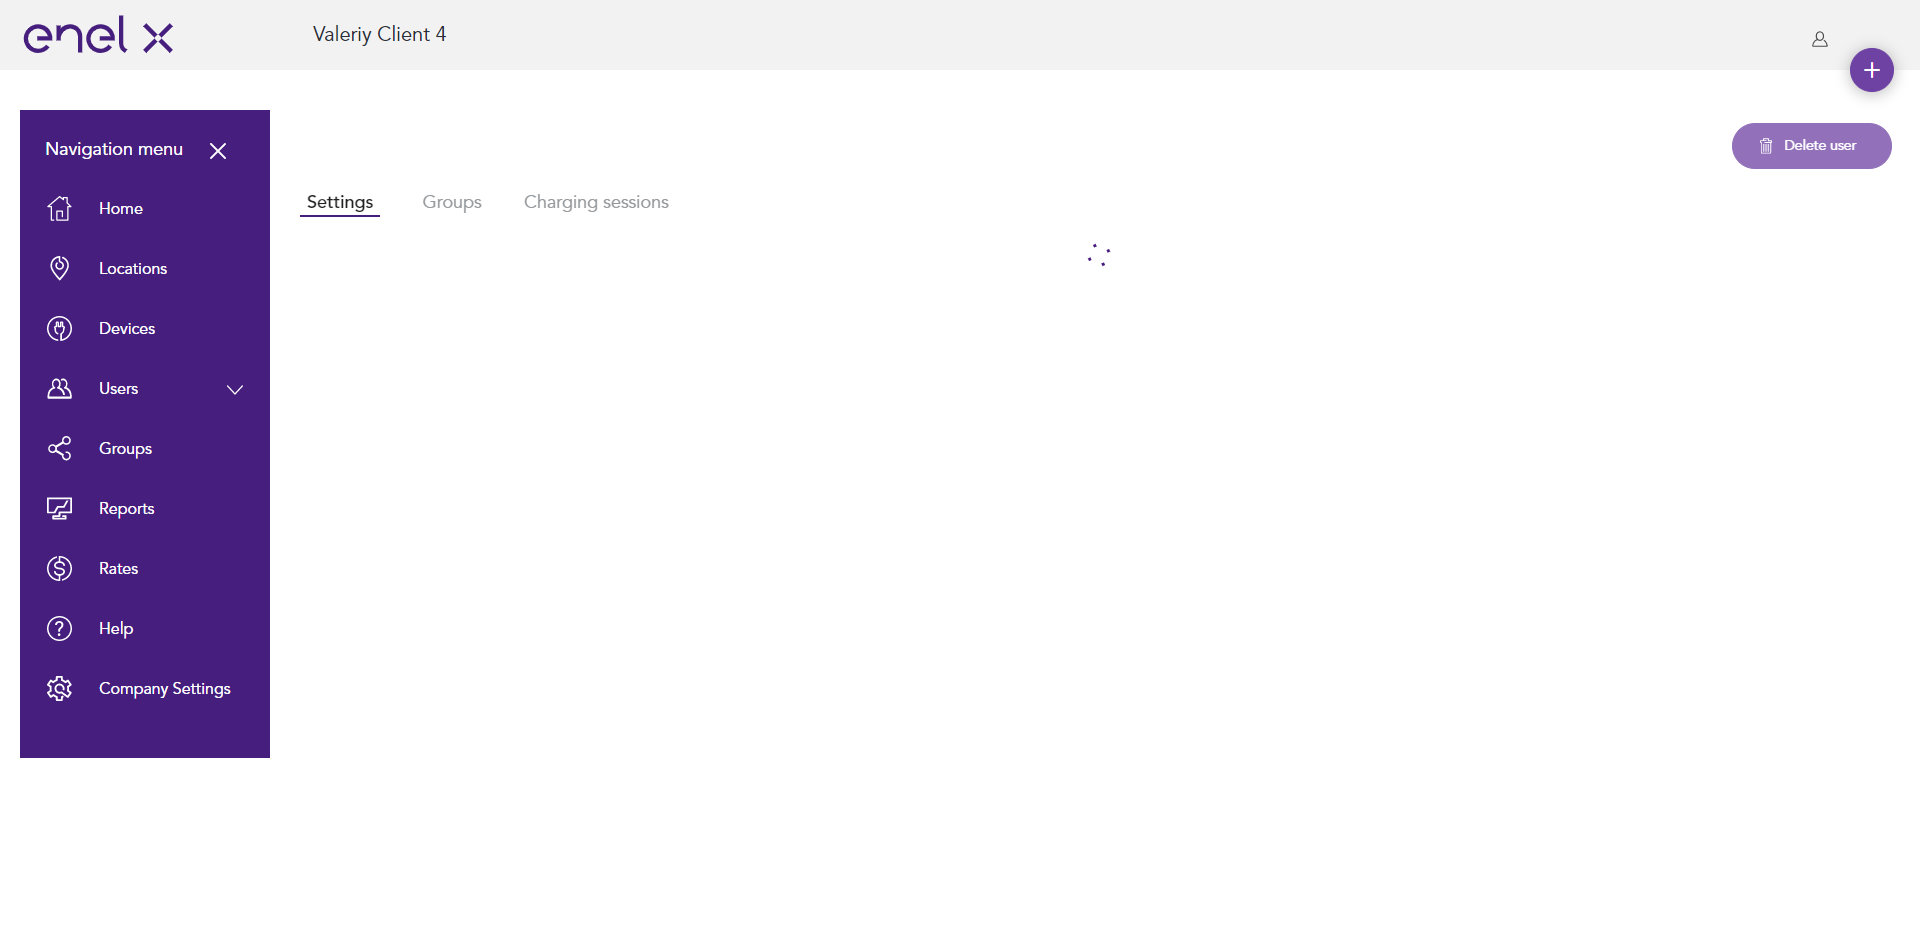 enel x
Valeriy Client 4
Navigation menu
Home
Locations
Devices
Users
Groups
Reports
Rates
Help
Company Settings
Delete user
Settings
Groups
Charging sessions